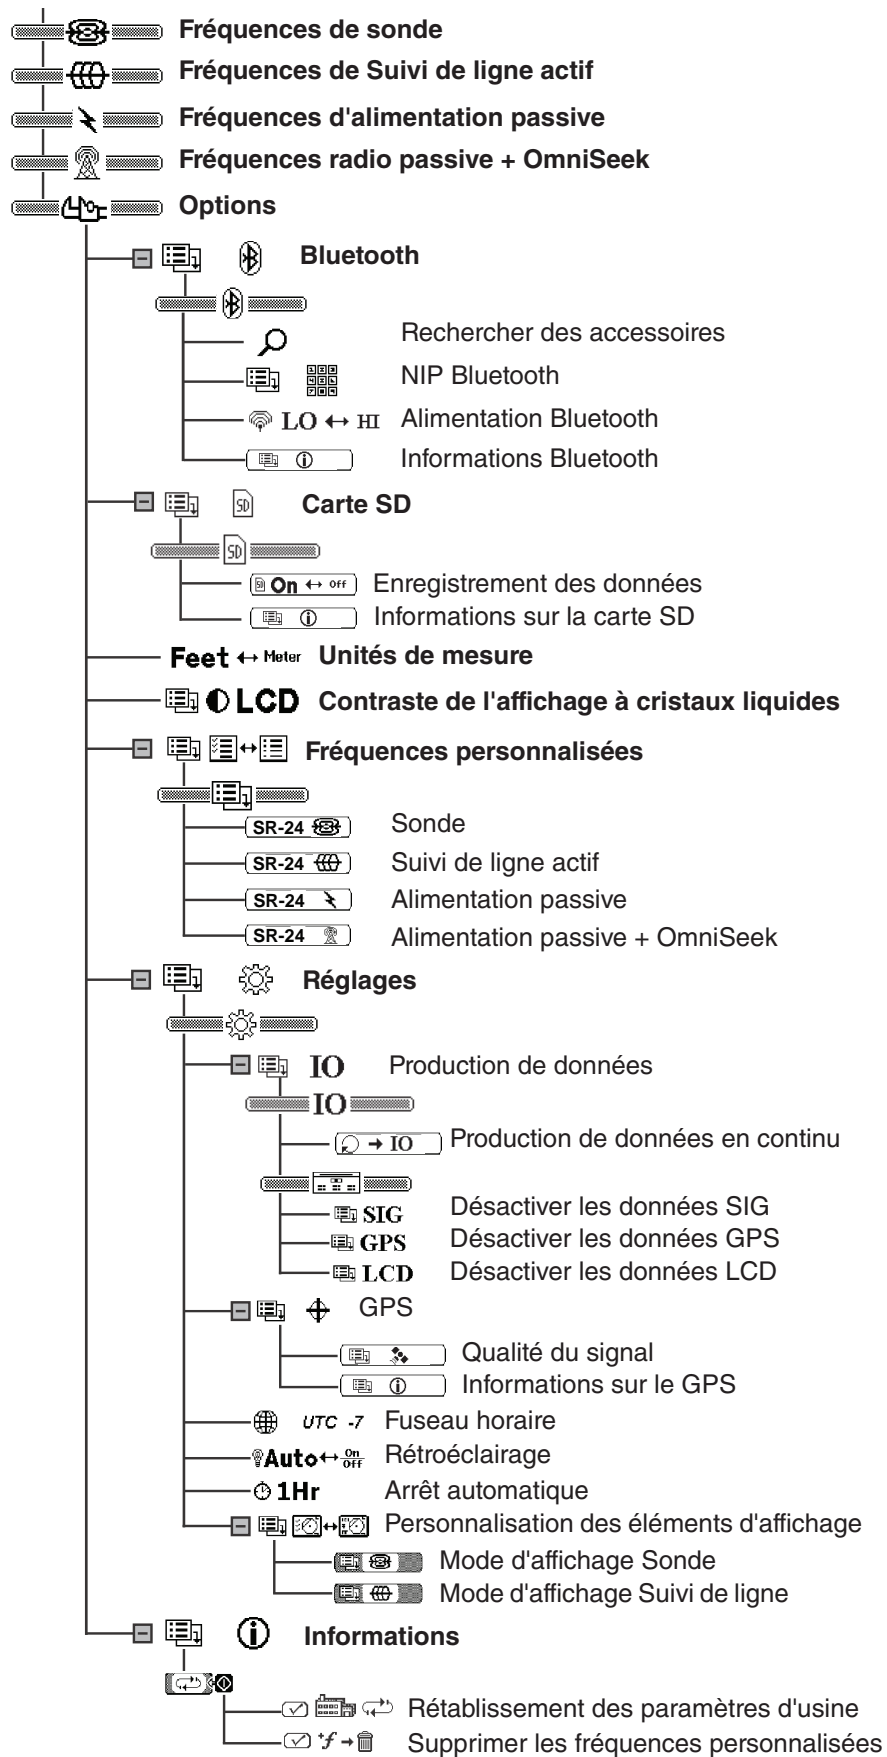 Fréquences de sonde
Fréquences de Suivi de ligne actif
Fréquences d'alimentation passive
Fréquences radio passive + OmniSeek
Options
Bluetooth
Rechercher des accessoires
NIP Bluetooth
LO ↔ HI Alimentation Bluetooth
Informations Bluetooth
SD Carte SD
SD
SD On ↔ Off Enregistrement des données
Informations sur la carte SD
Feet ↔ Meter Unités de mesure
LCD Contraste de l'affichage à cristaux liquides
Fréquences personnalisées
SR-24 Sonde
SR-24 Suivi de ligne actif
SR-24 Alimentation passive
SR-24 Alimentation passive + OmniSeek
Réglages
IO Production de données
IO
→ IO Production de données en continu
SIG Désactiver les données SIG
GPS Désactiver les données GPS
LCD Désactiver les données LCD
GPS
Qualité du signal
Informations sur le GPS
UTC -7 Fuseau horaire
Auto ↔ On Off Rétroéclairage
1Hr Arrêt automatique
Personnalisation des éléments d'affichage
Mode d'affichage Sonde
Mode d'affichage Suivi de ligne
Informations
Rétablissement des paramètres d'usine
+f → Supprimer les fréquences personnalisées